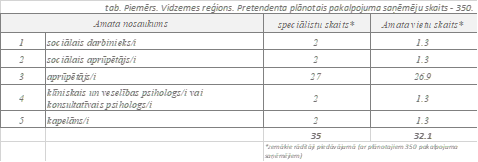 tab. Piemērs. Vidzemes reģions. Pretendenta plānotais pakalpojuma saņēmēju skaits - 350.
Amata nosaukums speciālistu skaits* Amata vietu skaits*
1 sociālais darbinieks/i 2 1.3
2 sociālais aprūpētājs/i 2 1.3
3 aprūpētājs/i 27 26.9
4 klīniskais un veselības psihologs/i vai konsultatīvais psihologs/i 2 1.3
5 kapelāns/i 2 1.3
35 32.1
*zemākie rādītāji piedāvājumā (ar plānotajiem 350 pakalpojuma
saņēmējiem)